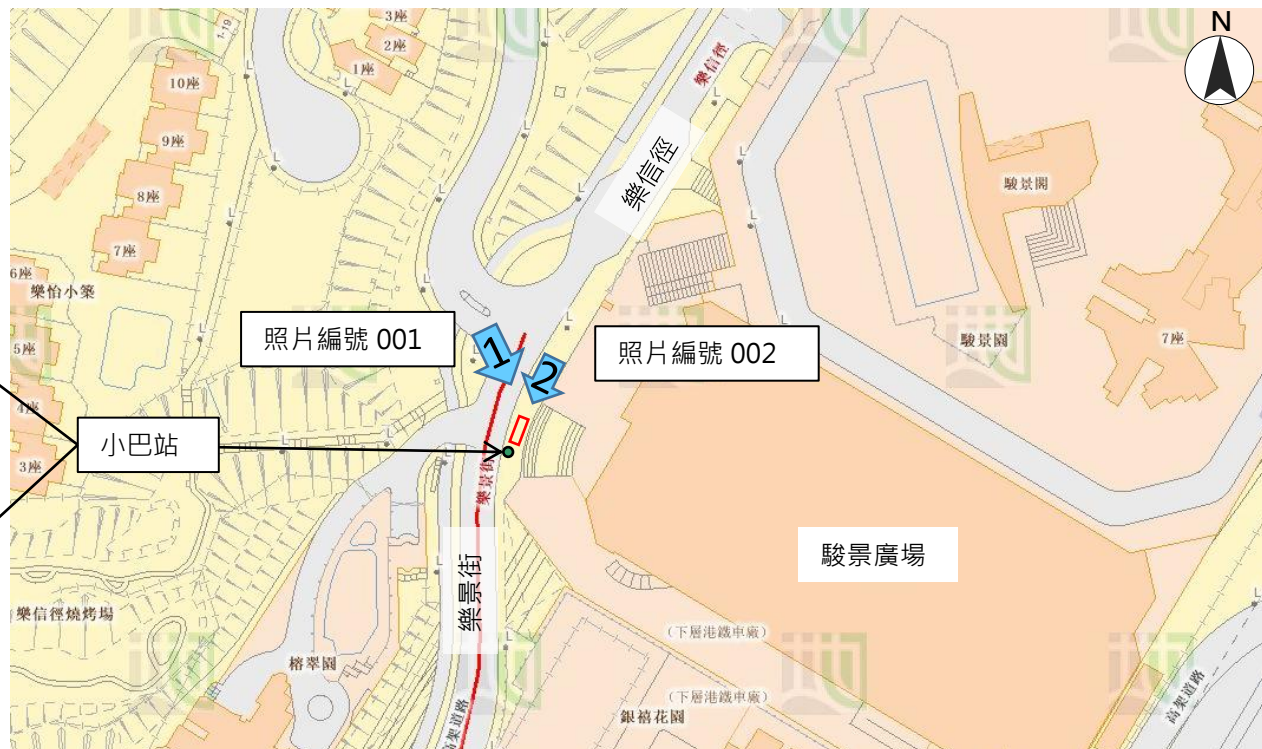 N
3座
2座
1座
1-19
10座
9座
8座
7座
6座
樂怡小築
5座
4座
3座
樂信徑
樂信徑
駿景閣
駿景園
7座
照片編號 001
1
2
照片編號 002
小巴站
樂景街
樂景街
駿景廣場
樂信徑燒烤場
榕翠園
(下層港鐵車廠)
(下層港鐵車廠)
銀禧花園
高架道路
高架道路
L
L
L
L
L
L
L
L
L
L
L
L